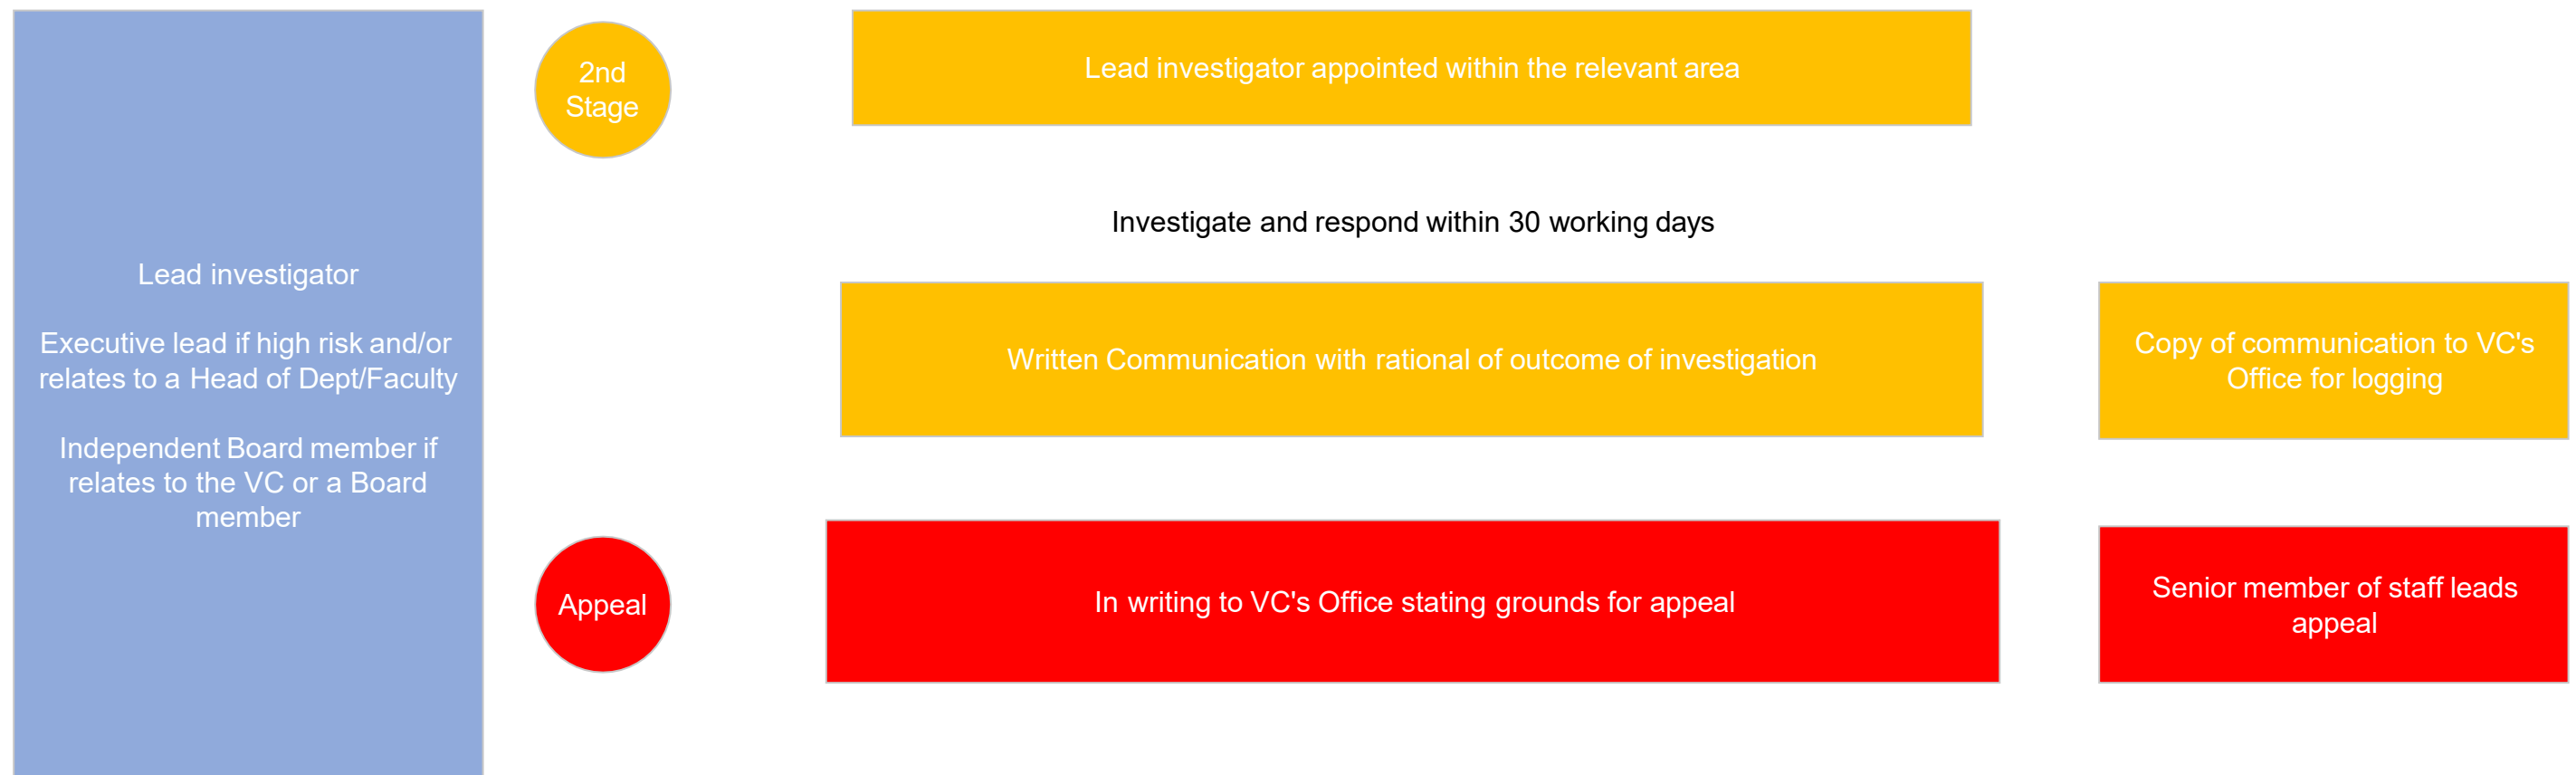 Lead investigator
Executive lead if high risk and/or
relates to a Head of Dept/Faculty
Independent Board member if
relates to the VC or a Board
member
2nd
Stage
Lead investigator appointed within the relevant area
Investigate and respond within 30 working days
Written Communication with rational of outcome of investigation
Copy of communication to VC's
Office for logging
Appeal
In writing to VC's Office stating grounds for appeal
Senior member of staff leads
appeal